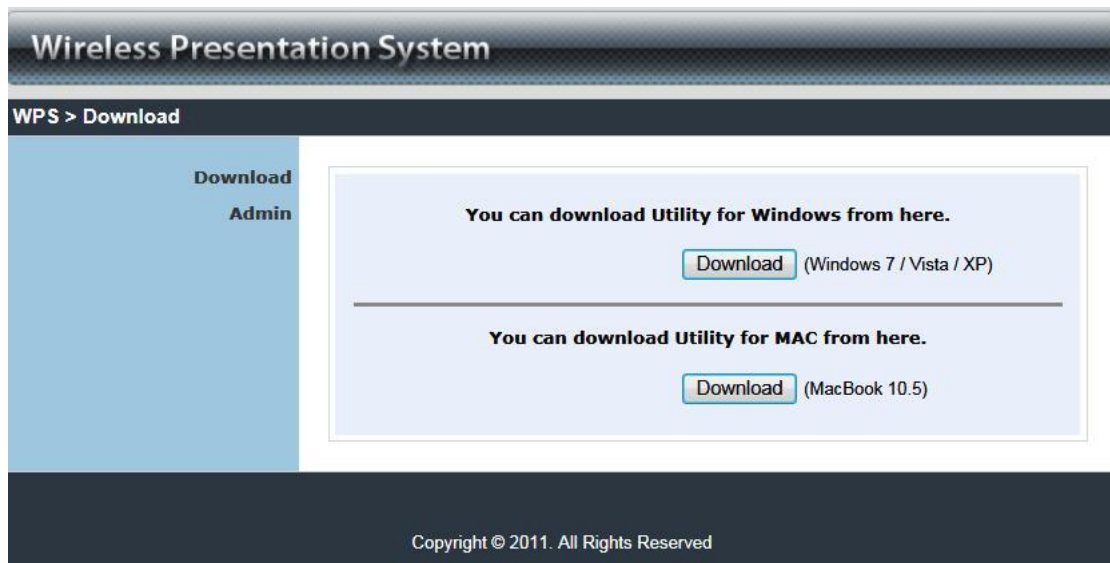 Wireless Presentation System
WPS > Download
Download
Admin
You can download Utility for Windows from here.
Download (Windows 7 / Vista / XP)
You can download Utility for MAC from here.
Download (MacBook 10.5)
Copyright © 2011. All Rights Reserved